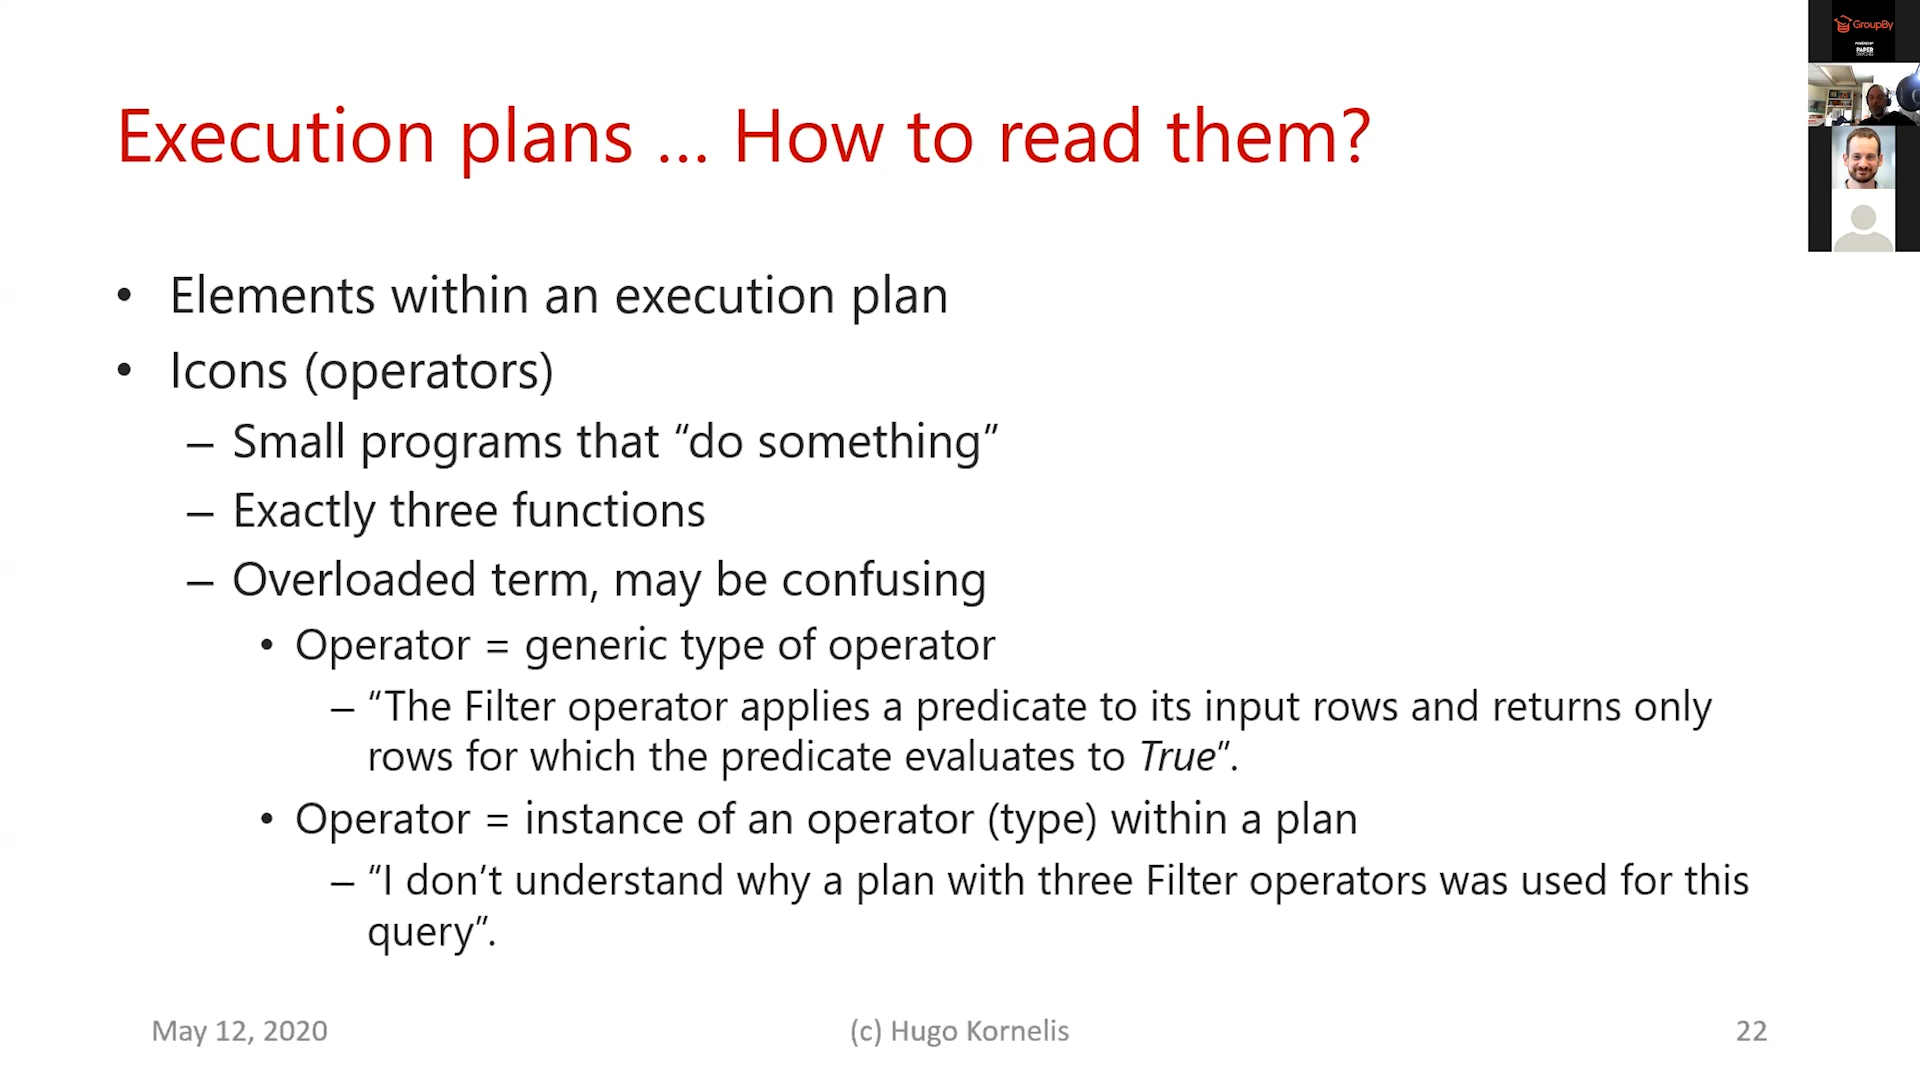 GroupBy
POWERED BY
PAPER
Execution plans … How to read them?
• Elements within an execution plan
• Icons (operators)
– Small programs that “do something”
– Exactly three functions
– Overloaded term, may be confusing
• Operator = generic type of operator
– “The Filter operator applies a predicate to its input rows and returns only
rows for which the predicate evaluates to True”.
• Operator = instance of an operator (type) within a plan
– “I don’t understand why a plan with three Filter operators was used for this
query”.
May 12, 2020
(c) Hugo Kornelis
22